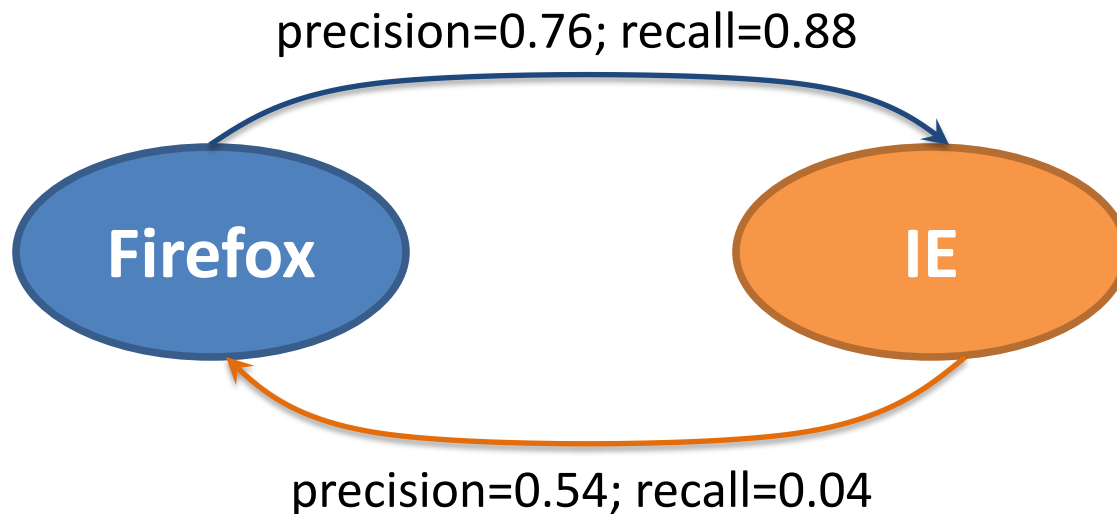 precision=0.76; recall=0.88
Firefox
IE
precision=0.54; recall=0.04